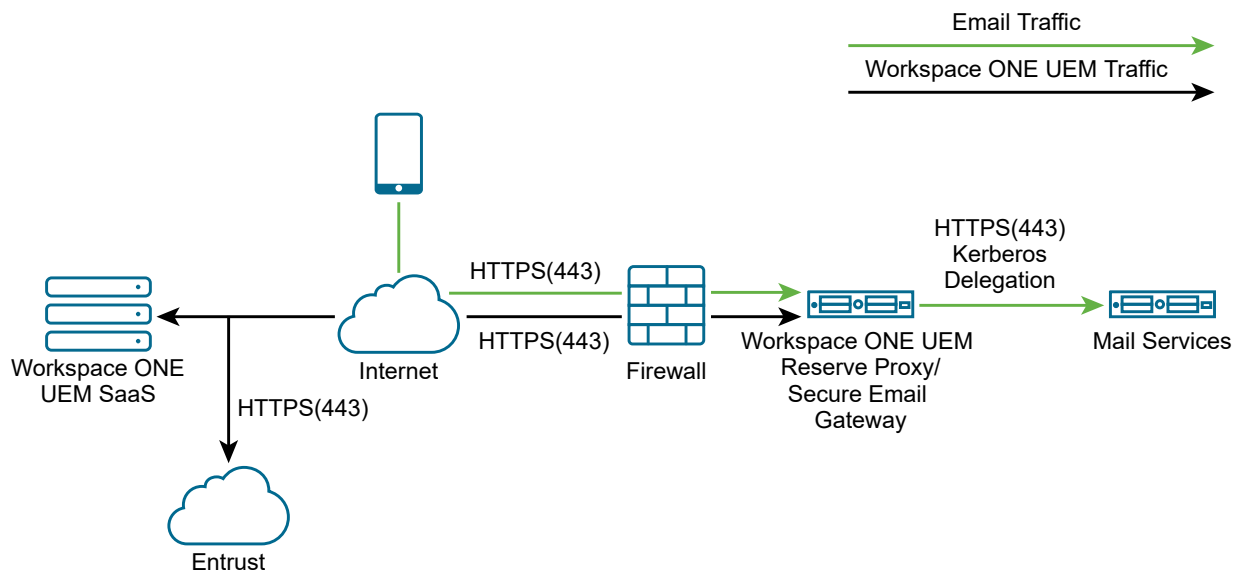 Email Traffic
Workspace ONE UEM Traffic
HTTPS(443)
Kerberos
Delegation
HTTPS(443)
HTTPS(443)
Workspace ONE
UEM SaaS
Internet
Firewall
Workspace ONE UEM
Reserve Proxy/
Secure Email
Gateway
Mail Services
HTTPS(443)
Entrust